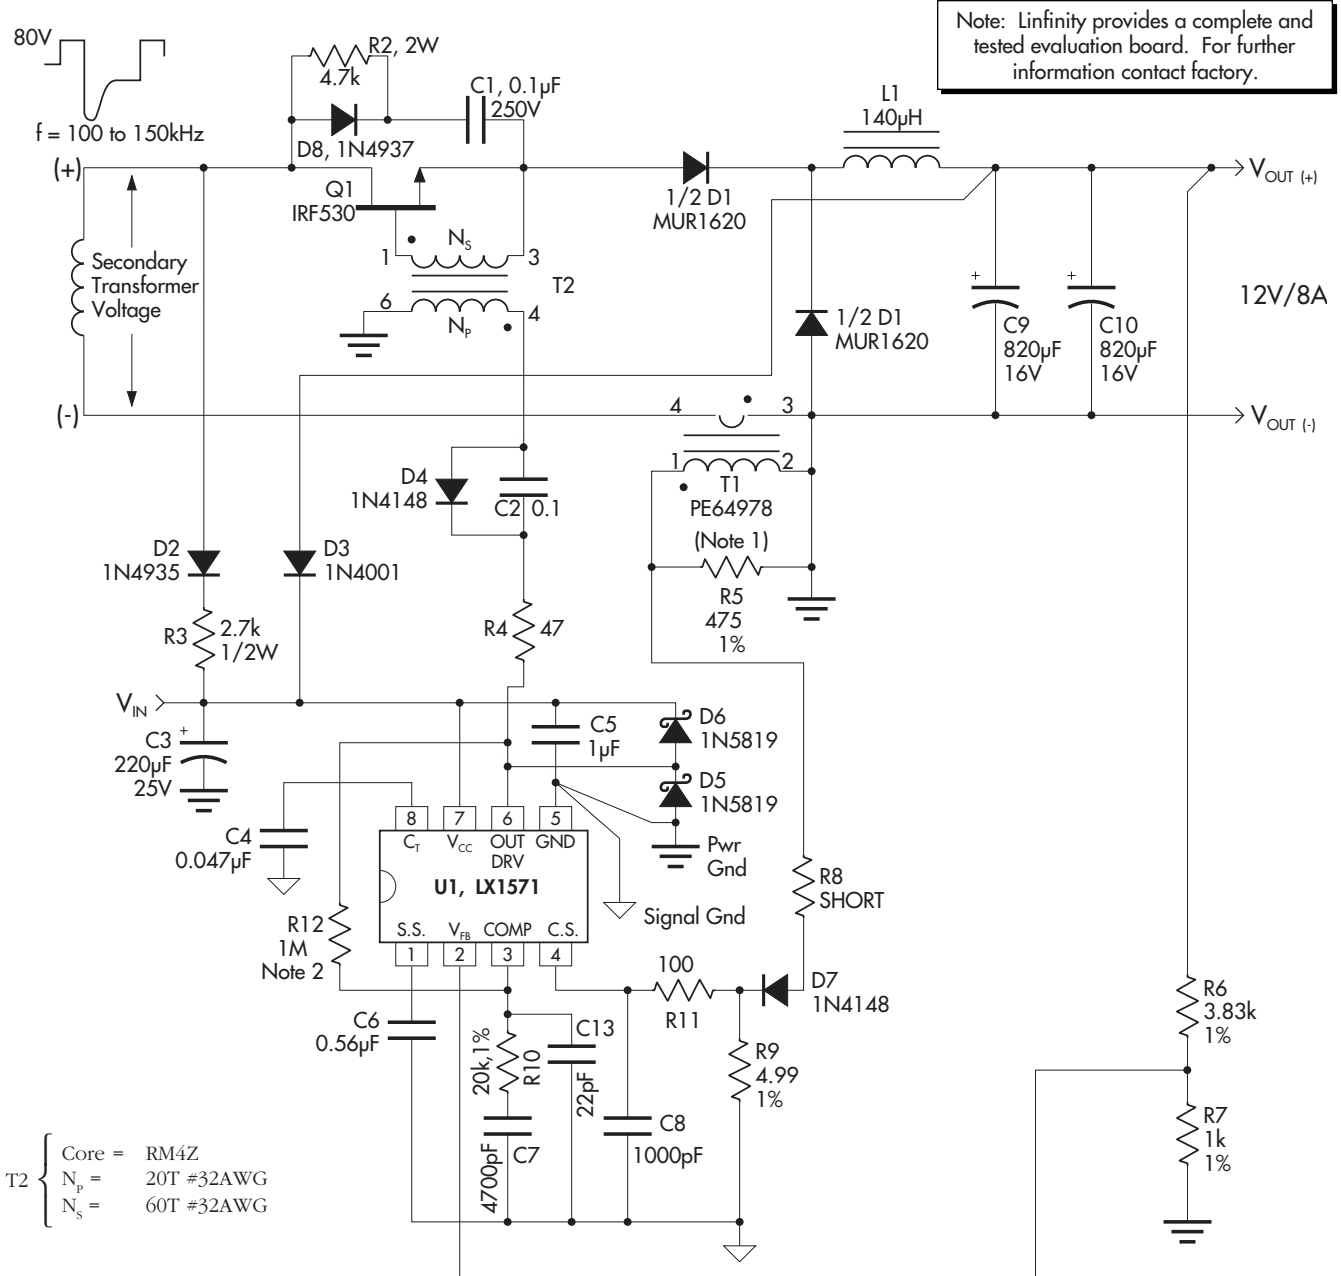 Note: Linfinity provides a complete and
tested evaluation board. For further
information contact factory.
80V
f = 100 to 150kHz
R2, 2W
4.7k
C1, 0.1µF
250V
D8, 1N4937
L1
140µH
(+)
Q1
IRF530
1/2 D1
MUR1620
VOUT (+)
Secondary
Transformer
Voltage
1
NS
3
T2
6
NP
4
1/2 D1
MUR1620
+
C9
820µF
16V
+
C10
820µF
16V
12V/8A
(-)
4
3
VOUT (-)
1
2
T1
PE64978
(Note 1)
R5
475
1%
D4
1N4148
C2 0.1
D2
1N4935
D3
1N4001
R3
2.7k
1/2W
R4
47
VIN
C3
+
220µF
25V
C5
1µF
D6
1N5819
D5
1N5819
Pwr
Gnd
C4
0.047µF
8
7
6
5
CT
VCC
OUT
DRV
GND
U1, LX1571
S.S.
VFB
COMP
C.S.
1
2
3
4
Signal Gnd
R8
SHORT
R12
1M
Note 2
100
R11
D7
1N4148
C6
0.56µF
20k,1%
R10
C13
22pF
R9
4.99
1%
R6
3.83k
1%
4700pF
C7
C8
1000pF
R7
1k
1%
T2
Core = RM4Z
NP = 20T #32AWG
NS = 60T #32AWG